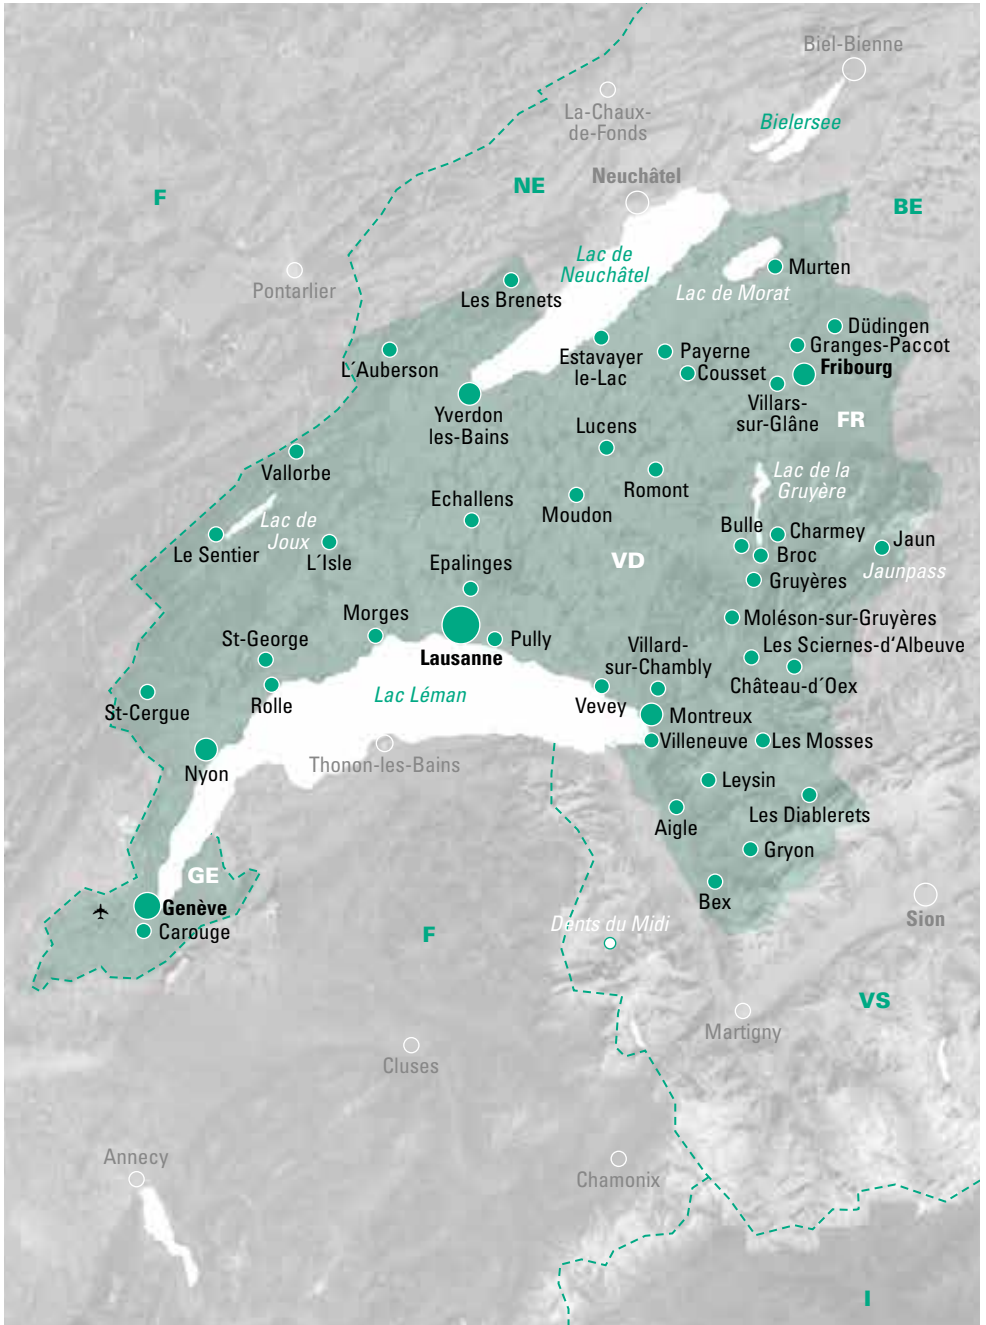 Biel-Bienne
La-Chaux-
de-Fonds
Bielersee
Neuchâtel
NE
F
BE
Lac de
Neuchâtel
Murten
Pontarlier
Les Brenets
Lac de Morat
Düdingen
Granges-Paccot
L´Auberson
Estavayer
le-Lac
Payerne
Cousset
Fribourg
Villars-
sur-Glâne
FR
Yverdon
les-Bains
Lucens
Vallorbe
Romont
Lac de la
Gruyère
Echallens
Moudon
Lac de
Joux
Le Sentier
L´Isle
Bulle
Charmey
Jaun
Broc
Jaunpass
VD
Epalinges
Gruyères
Morges
Moléson-sur-Gruyères
St-George
Pully
Lausanne
Villard-
sur-Chambly
Les Sciernes-d‘Albeuve
Château-d´Oex
St-Cergue
Rolle
Lac Léman
Vevey
Montreux
Villeneuve
Les Mosses
Nyon
Thonon-les-Bains
Leysin
Les Diablerets
Aigle
Gryon
GE
Bex
Genève
Carouge
Dents du Midi
Sion
F
VS
Martigny
Cluses
Annecy
Chamonix
I